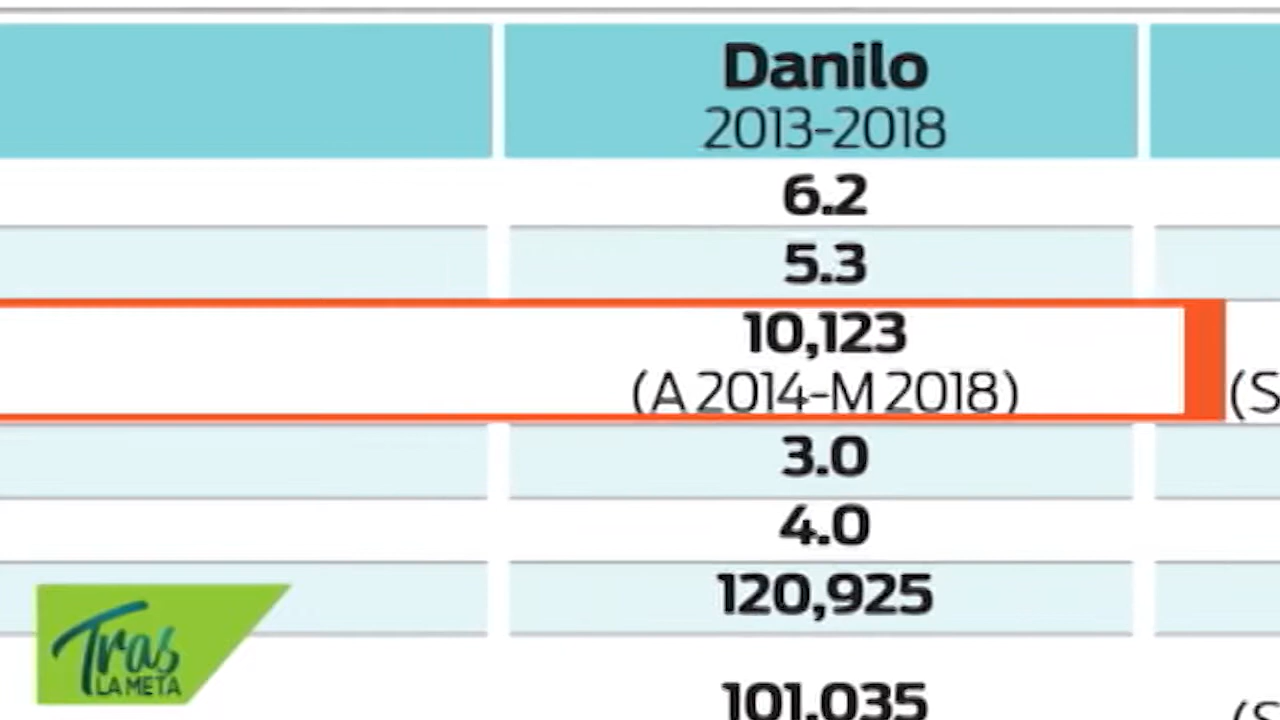 Danilo
2013-2018
6.2
5.3
10,123
(A 2014-M 2018)
(S
3.0
4.0
120,925
101,035
(S
Tras
LA META